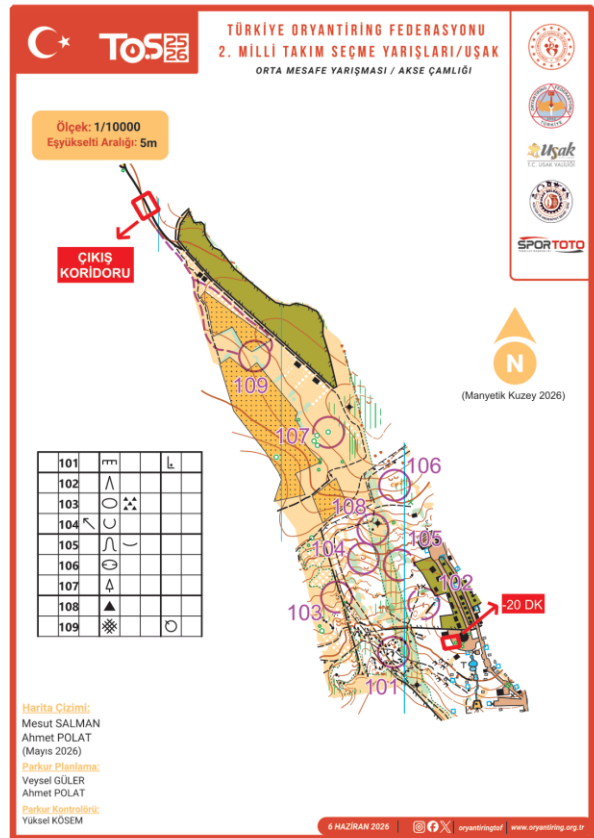 TOS 25 26
TÜRKİYE ORYANTİRİNG FEDERASYONU
2. MİLLİ TAKIM SEÇME YARIŞLARI/UŞAK
ORTA MESAFE YARIŞMASI / AKSE ÇAMLIĞI
Ölçek: 1/10000
Eşyükselti Aralığı: 5m
Uşak
T.C. UŞAK VALİLİĞİ
SPORTOTO
ÇIKIŞ
KORİDORU
N
(Manyetik Kuzey 2026)
109
107
106
108
105
104
102
103
101
-20 DK
101
102
103
104
105
106
107
108
109
Harita Çizimi:
Mesut SALMAN
Ahmet POLAT
(Mayıs 2026)
Parkur Planlama:
Veysel GÜLER
Ahmet POLAT
Parkur Kontrolörü:
Yüksel KÖSEM
6 HAZİRAN 2026 oryantiringtof www.oryantiring.org.tr